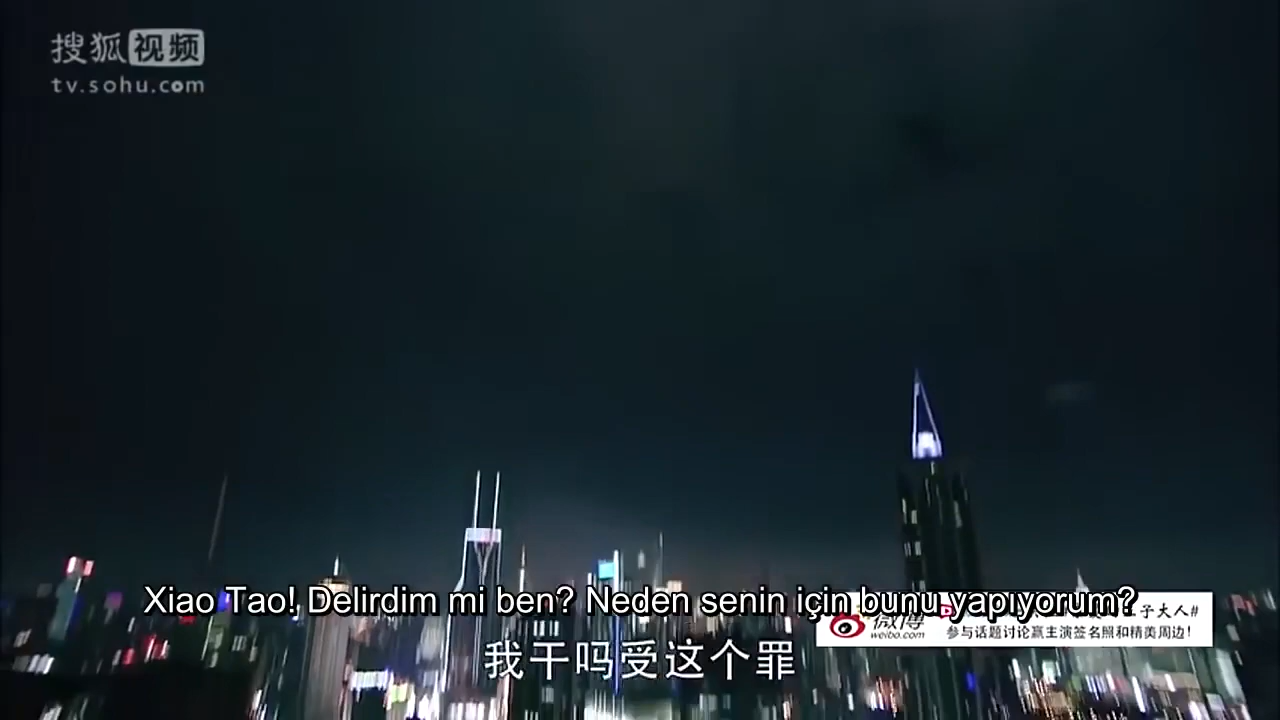 搜狐视频
tv.sohu.com
Xiao Tao! Delirdim mi ben? Neden senin için bunu yapıyorum?
子大人#
微博
weibo.com
参与话题讨论赢主演签名照和精美周边!
我干吗受这个罪